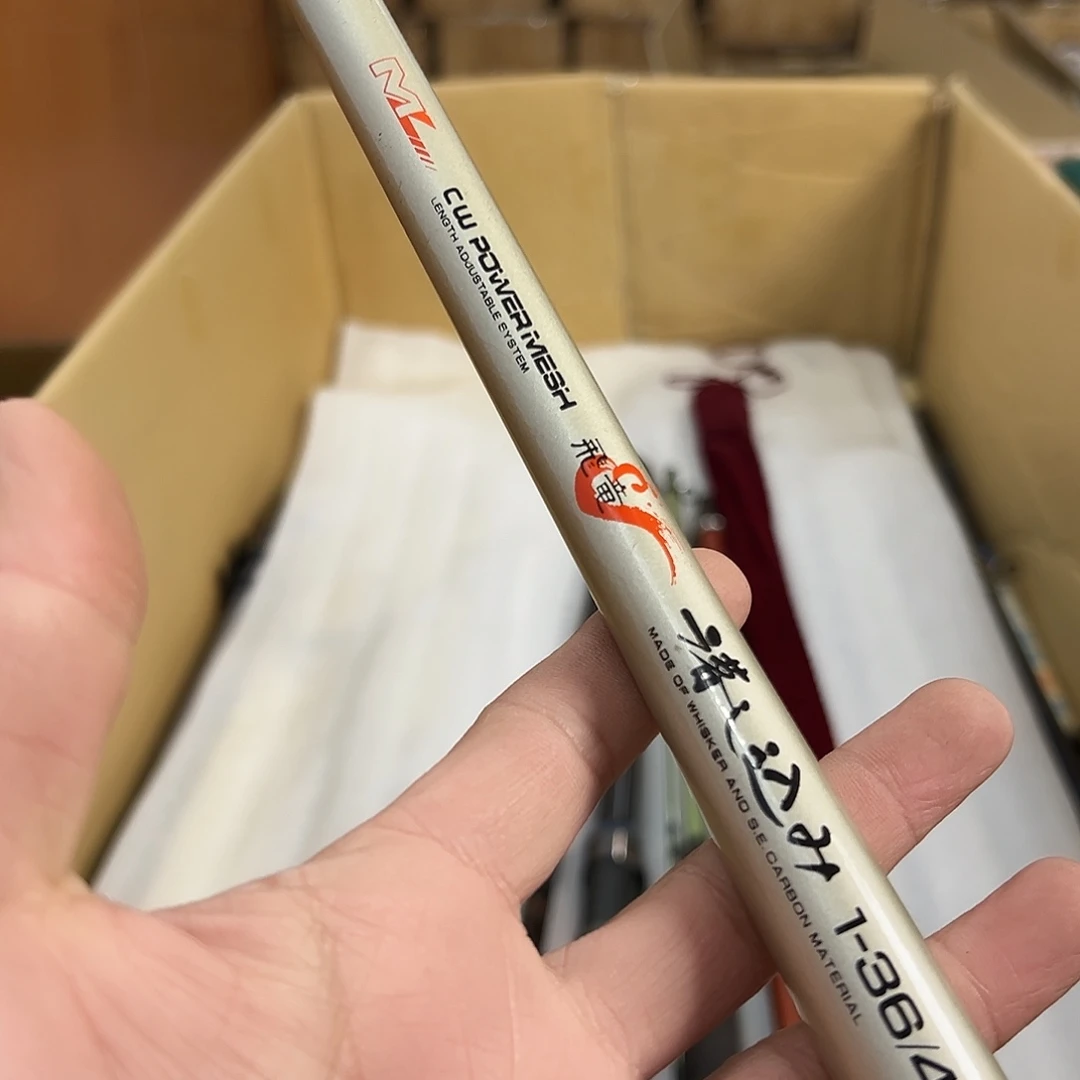 CW POWER MESH
LENGTH ADJUSTABLE SYSTEM
飛竜
落し込み 1-36/4
MADE OF WHISKER AND S.E.CARBON MATERIAL